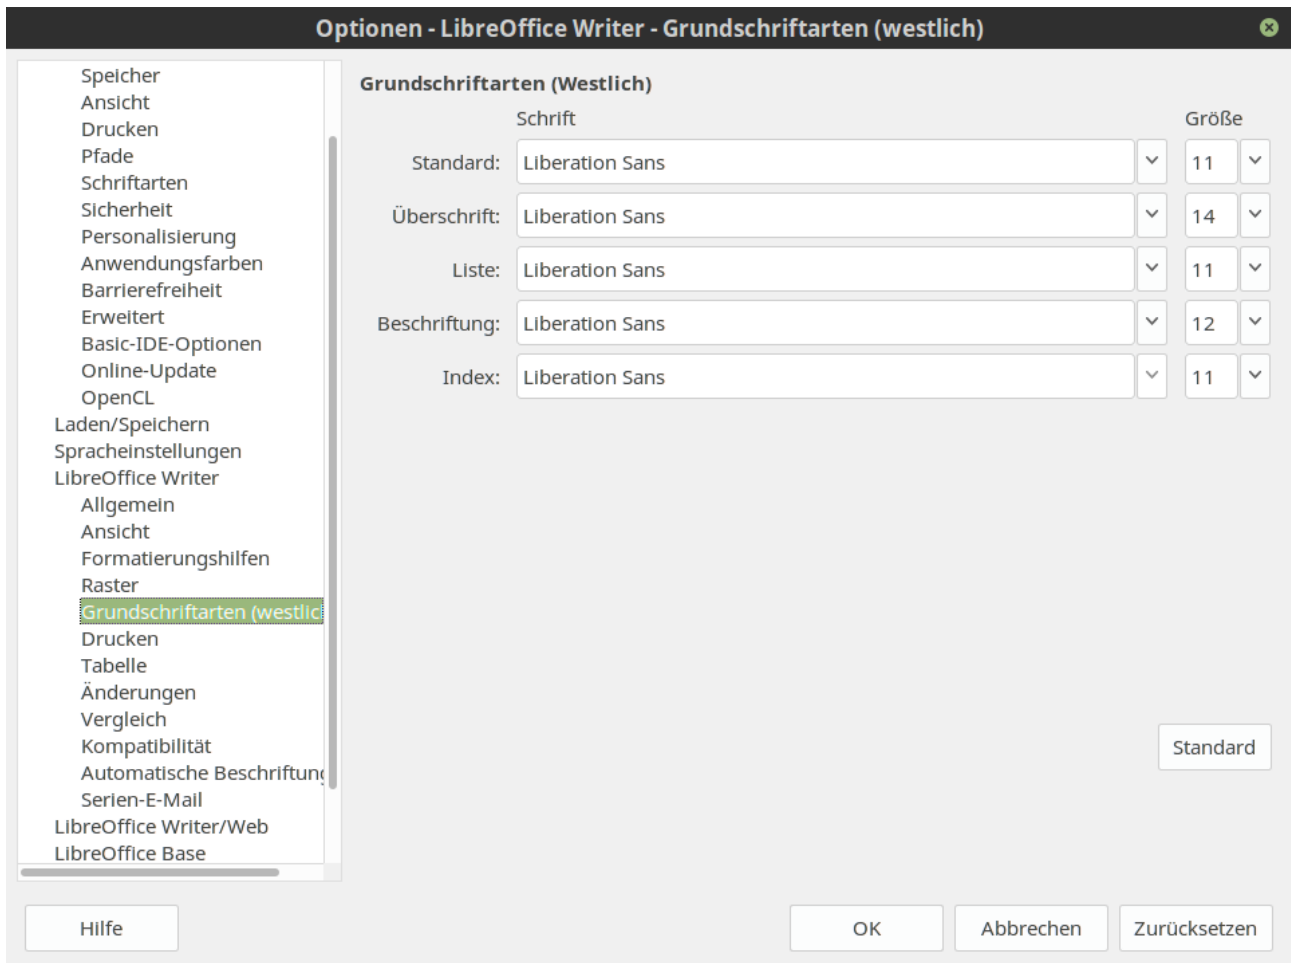 Optionen - LibreOffice Writer - Grundschriftarten (westlich)
Speicher
Ansicht
Drucken
Pfade
Schriftarten
Sicherheit
Personalisierung
Anwendungsfarben
Barrierefreiheit
Erweitert
Basic-IDE-Optionen
Online-Update
OpenCL
Laden/Speichern
Spracheinstellungen
LibreOffice Writer
Allgemein
Ansicht
Formatierungshilfen
Raster
Grundschriftarten (westlic
Drucken
Tabelle
Änderungen
Vergleich
Kompatibilität
Automatische Beschriftung
Serien-E-Mail
LibreOffice Writer/Web
LibreOffice Base
Grundschriftarten (Westlich)
Schrift Größe
Standard: Liberation Sans 11
Überschrift: Liberation Sans 14
Liste: Liberation Sans 11
Beschriftung: Liberation Sans 12
Index: Liberation Sans 11
Standard
Hilfe OK Abbrechen Zurücksetzen